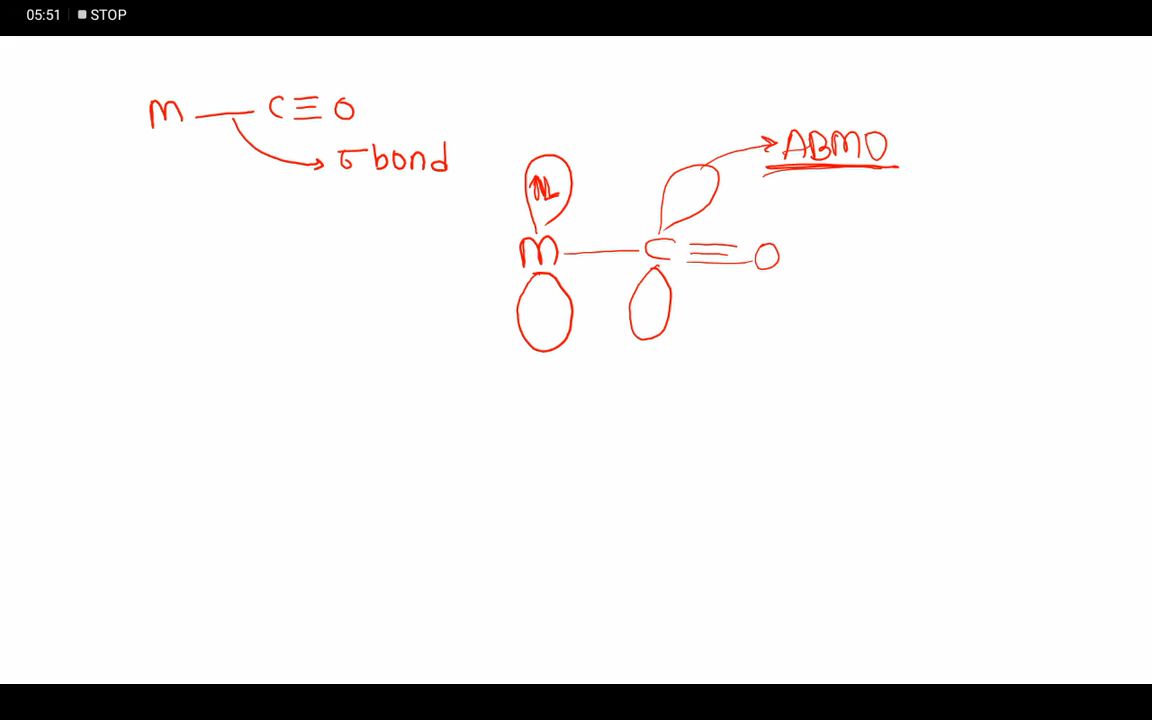 05:51 STOP
M — C ≡ O
σ bond
ABMO
M — C ≡ O